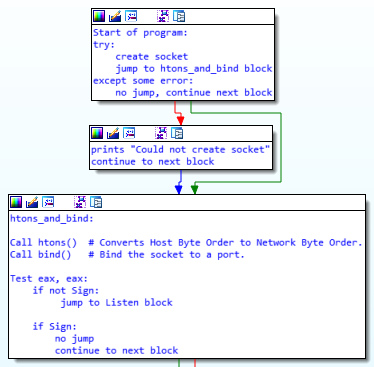 Start of program:
try:
    create socket
    jump to htons_and_bind block
except some error:
    no jump, continue next block
prints "Could not create socket"
continue to next block
htons_and_bind:
Call htons()  # Converts Host Byte Order to Network Byte Order.
Call bind()   # Bind the socket to a port.
Test eax, eax:
    if not Sign:
         jump to Listen block
    if Sign:
        no jump
        continue to next block